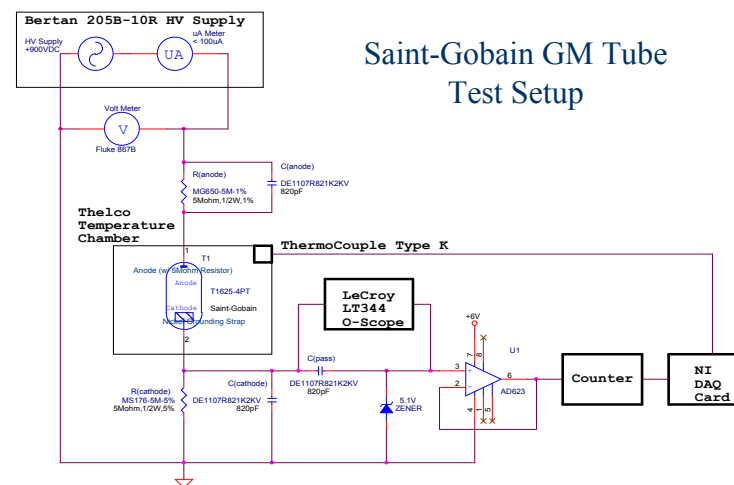 Bertan 205B-10R HV Supply
HV Supply
+900VDC
uA Meter
< 100uA
UA
Saint-Gobain GM Tube
Test Setup
Volt Meter
V
Fluke 867B
R(anode)
MG650-5M-1%
5Mohm,1/2W,1%
C(anode)
DE1107R821K2KV
820pF
Thelco
Temperature
Chamber
ThermoCouple Type K
1
T1
Anode (w/ 5Mohm Resistor)
Anode
T1625-4PT
Cathode
Saint-Gobain
Nickel Grounding Strap
2
LeCroy
LT344
O-Scope
+6V
R(cathode)
MS176-5M-5%
5Mohm,1/2W,5%
C(cathode)
DE1107R821K2KV
820pF
C(pass)
DE1107R821K2KV
820pF
5.1V
ZENER
7
8
U1
3
+
2
-
6
AD623
4
1
5
Counter
NI
DAQ
Card